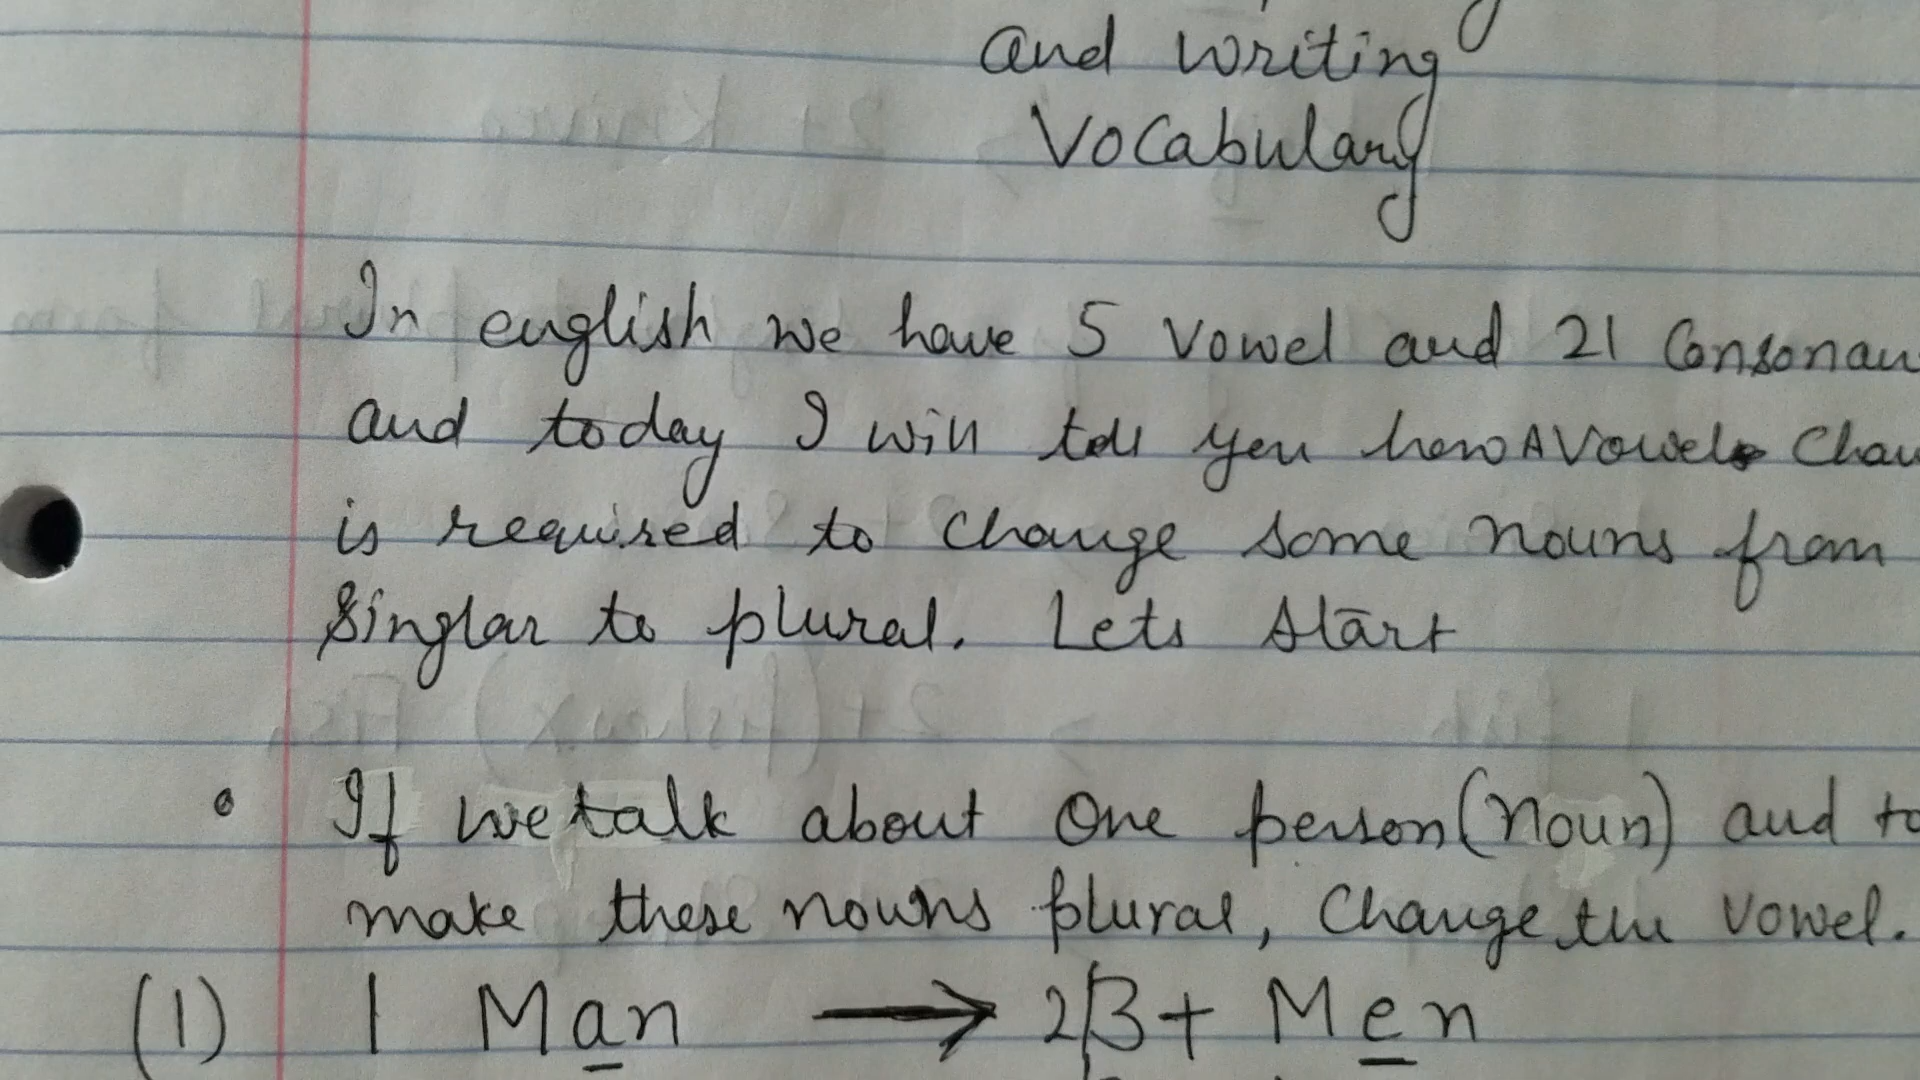 and writing
Vocabulary
In english we have 5 Vowel and 21 Consonan
and today I will tell you how A Vowel Chan
is required to change some nouns from
Singlar to plural. Lets start
• If we talk about One person (noun) and to
make these nouns plural, Change the vowel.
(1) 1 Man → 2/3+ Men